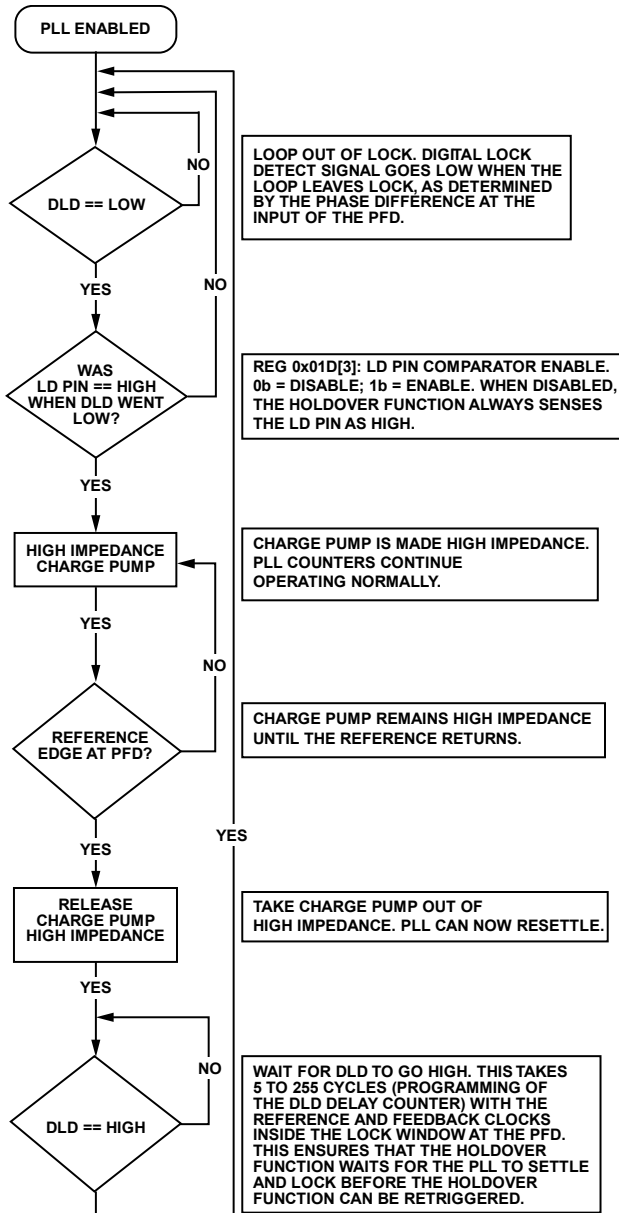 PLL ENABLED
NO
DLD == LOW
LOOP OUT OF LOCK. DIGITAL LOCK
DETECT SIGNAL GOES LOW WHEN THE
LOOP LEAVES LOCK, AS DETERMINED
BY THE PHASE DIFFERENCE AT THE
INPUT OF THE PFD.
YES
NO
WAS
LD PIN == HIGH
WHEN DLD WENT
LOW?
REG 0x01D[3]: LD PIN COMPARATOR ENABLE.
0b = DISABLE; 1b = ENABLE. WHEN DISABLED,
THE HOLDOVER FUNCTION ALWAYS SENSES
THE LD PIN AS HIGH.
YES
HIGH IMPEDANCE
CHARGE PUMP
CHARGE PUMP IS MADE HIGH IMPEDANCE.
PLL COUNTERS CONTINUE
OPERATING NORMALLY.
YES
NO
REFERENCE
EDGE AT PFD?
CHARGE PUMP REMAINS HIGH IMPEDANCE
UNTIL THE REFERENCE RETURNS.
YES
YES
RELEASE
CHARGE PUMP
HIGH IMPEDANCE
TAKE CHARGE PUMP OUT OF
HIGH IMPEDANCE. PLL CAN NOW RESETTLE.
YES
NO
DLD == HIGH
WAIT FOR DLD TO GO HIGH. THIS TAKES
5 TO 255 CYCLES (PROGRAMMING OF
THE DLD DELAY COUNTER) WITH THE
REFERENCE AND FEEDBACK CLOCKS
INSIDE THE LOCK WINDOW AT THE PFD.
THIS ENSURES THAT THE HOLDOVER
FUNCTION WAITS FOR THE PLL TO SETTLE
AND LOCK BEFORE THE HOLDOVER
FUNCTION CAN BE RETRIGGERED.